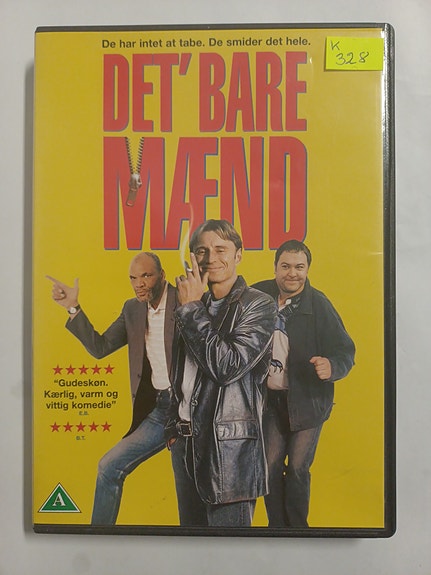 De har intet at tabe. De smider det hele.
K
328
DET' BARE
MÆND
★★★★★
"Gudeskøn.
Kærlig, varm og
vittig komedie"
E.B.
★★★★★
B.T.
A